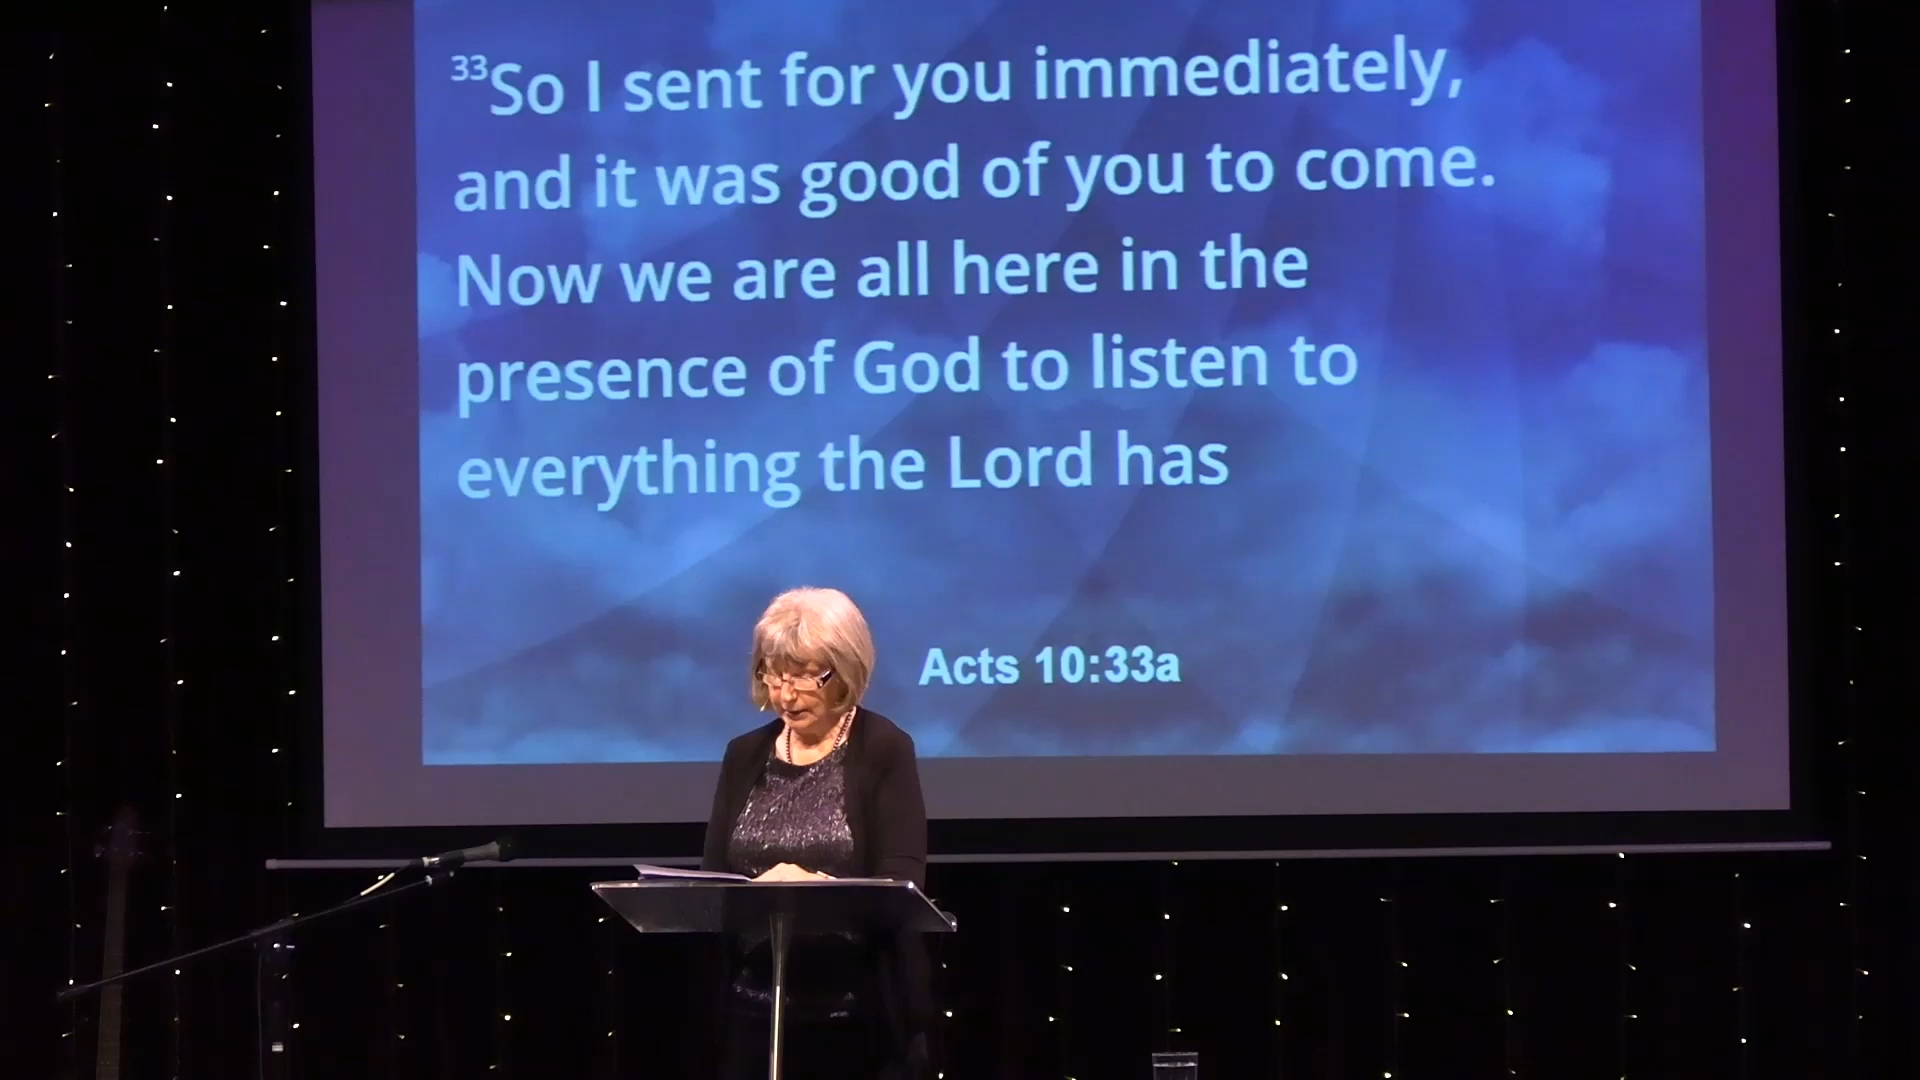 33So I sent for you immediately,
and it was good of you to come.
Now we are all here in the
presence of God to listen to
everything the Lord has
Acts 10:33a